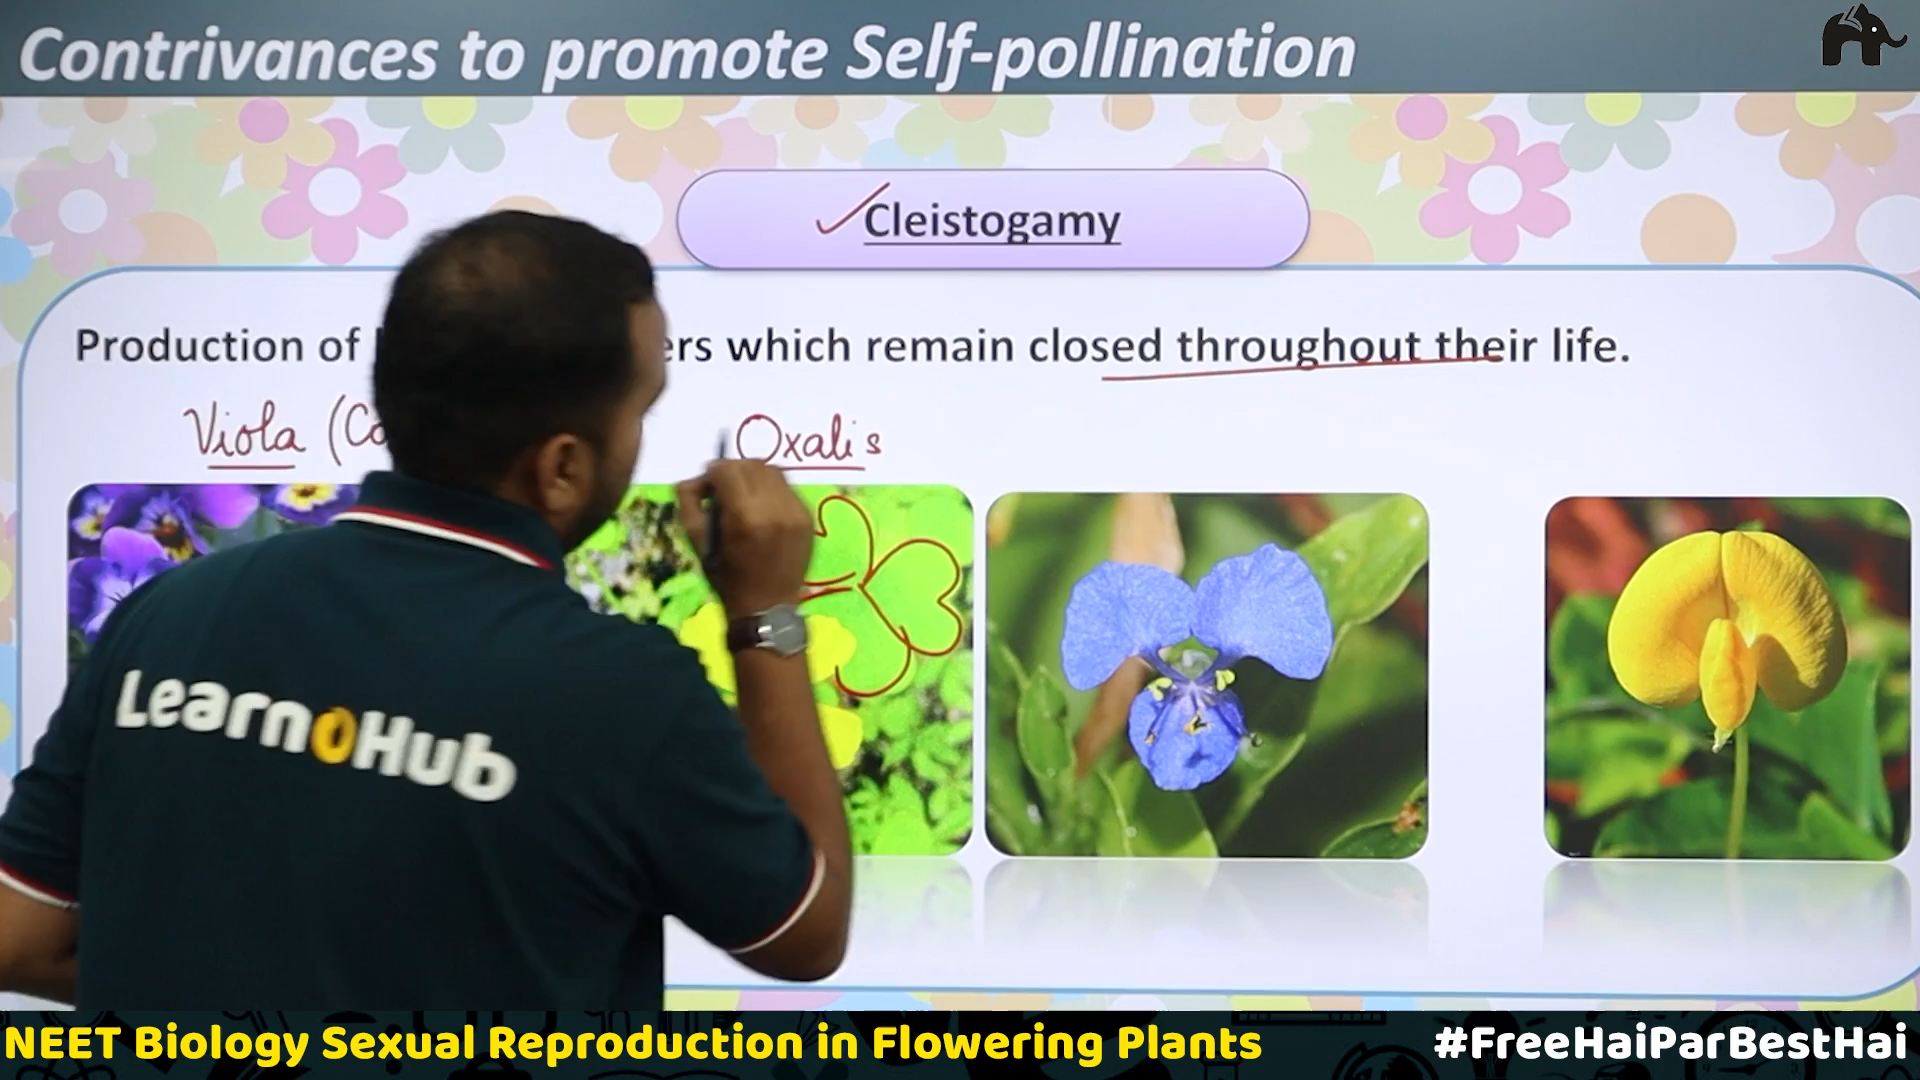 Contrivances to promote Self-pollination
Cleistogamy
Production of ers which remain closed throughout their life.
Viola (Co Oxalis
LearnoHub
NEET Biology Sexual Reproduction in Flowering Plants
#FreeHaiParBestHai